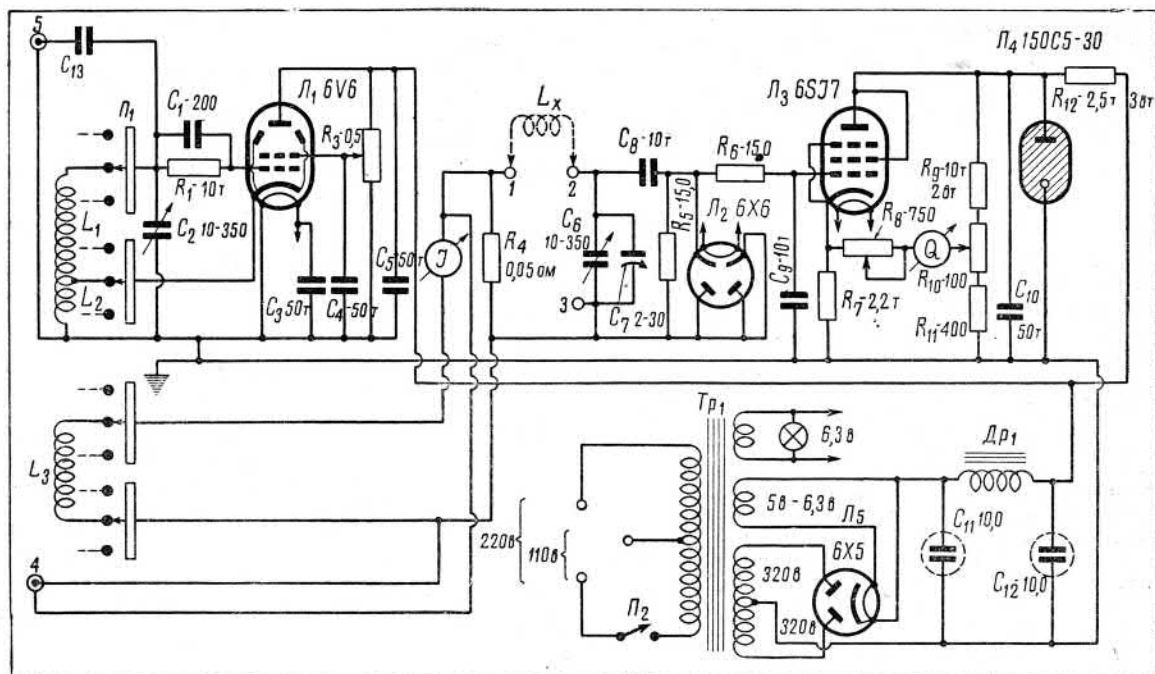 5
C13
П1
C1-200
R1-10т
Л1 6V6
R3-0,5
L1
L2
C2 10-350
C3 50т
C4-50т
C5-50т
J
Lx
1
2
3
R4
0,05 ом
C6
10-350
C7 2-30
C8-10т
R5-15,0
R6-15,0
Л2 6Х6
C9-10т
Л3 6SJ7
R7-2,2т
R8-750
Q
R9-10т
2вт
R10-100
R11-400
C10
50т
Л4 150С5-30
R12-2,5т
3вт
L3
4
220в
110в
П2
Тр1
6,3в
5в-6,3в
Л5
6Х5
320в
320в
Др1
C11 10,0
C12-10,0